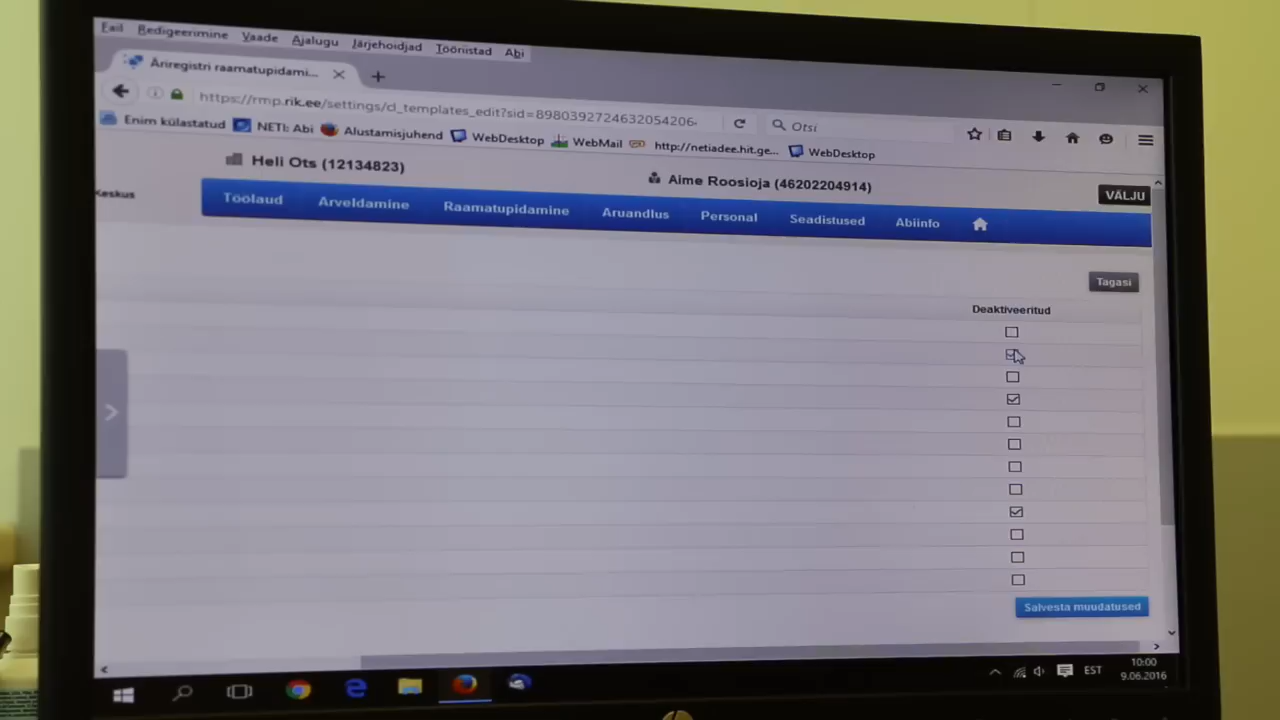 Fail Redigeerimine Vaade Ajalugu Järjehoidjad Tööriistad Abi
Äriregistri raamatupidami...
https://rmp.rik.ee/settings/cl_templates_edit?sid=8980392724632054206-
Otsi
Enim külastatud NETI: Abi Alustamisjuhend WebDesktop WebMail http://netiadee.hit.ge... WebDesktop
Heli Ots (12134823)
Aime Roosioja (46202204914)
VÄLJU
Keskus
Töölaud Arveldamine Raamatupidamine Aruandlus Personal Seadistused Abiinfo
Tagasi
Deaktiveeritud
Salvesta muudatused
EST
10:00
9.06.2016